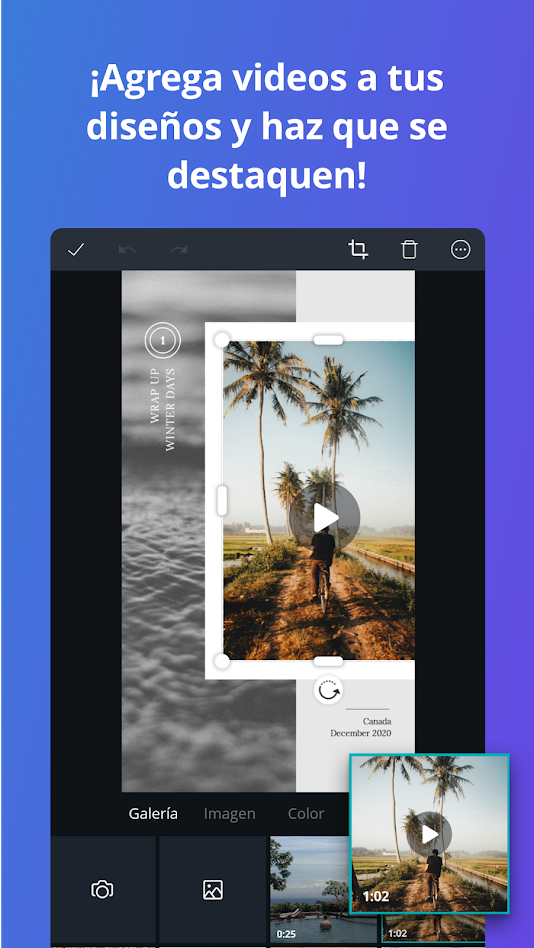 ¡Agrega videos a tus
diseños y haz que se
destaquen!
1
WRAP UP
WINTER DAYS
Canada
December 2020
Galería Imagen Color
0:25
1:02
1:02